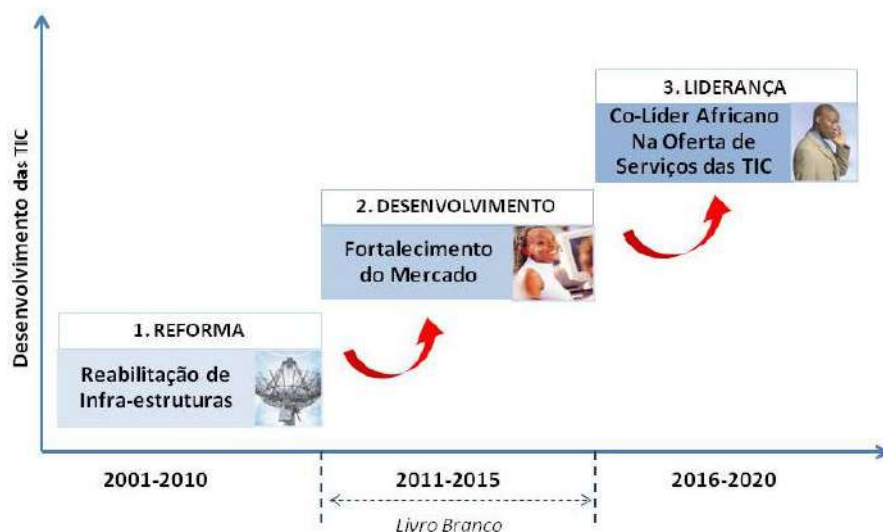 3. LIDERANÇA
Co-Líder Africano
Na Oferta de
Serviços das TIC
2. DESENVOLVIMENTO
Fortalecimento
do Mercado
1. REFORMA
Reabilitação de
Infra-estruturas
Desenvolvimento das TIC
2001-2010
2011-2015
2016-2020
Livro Branco